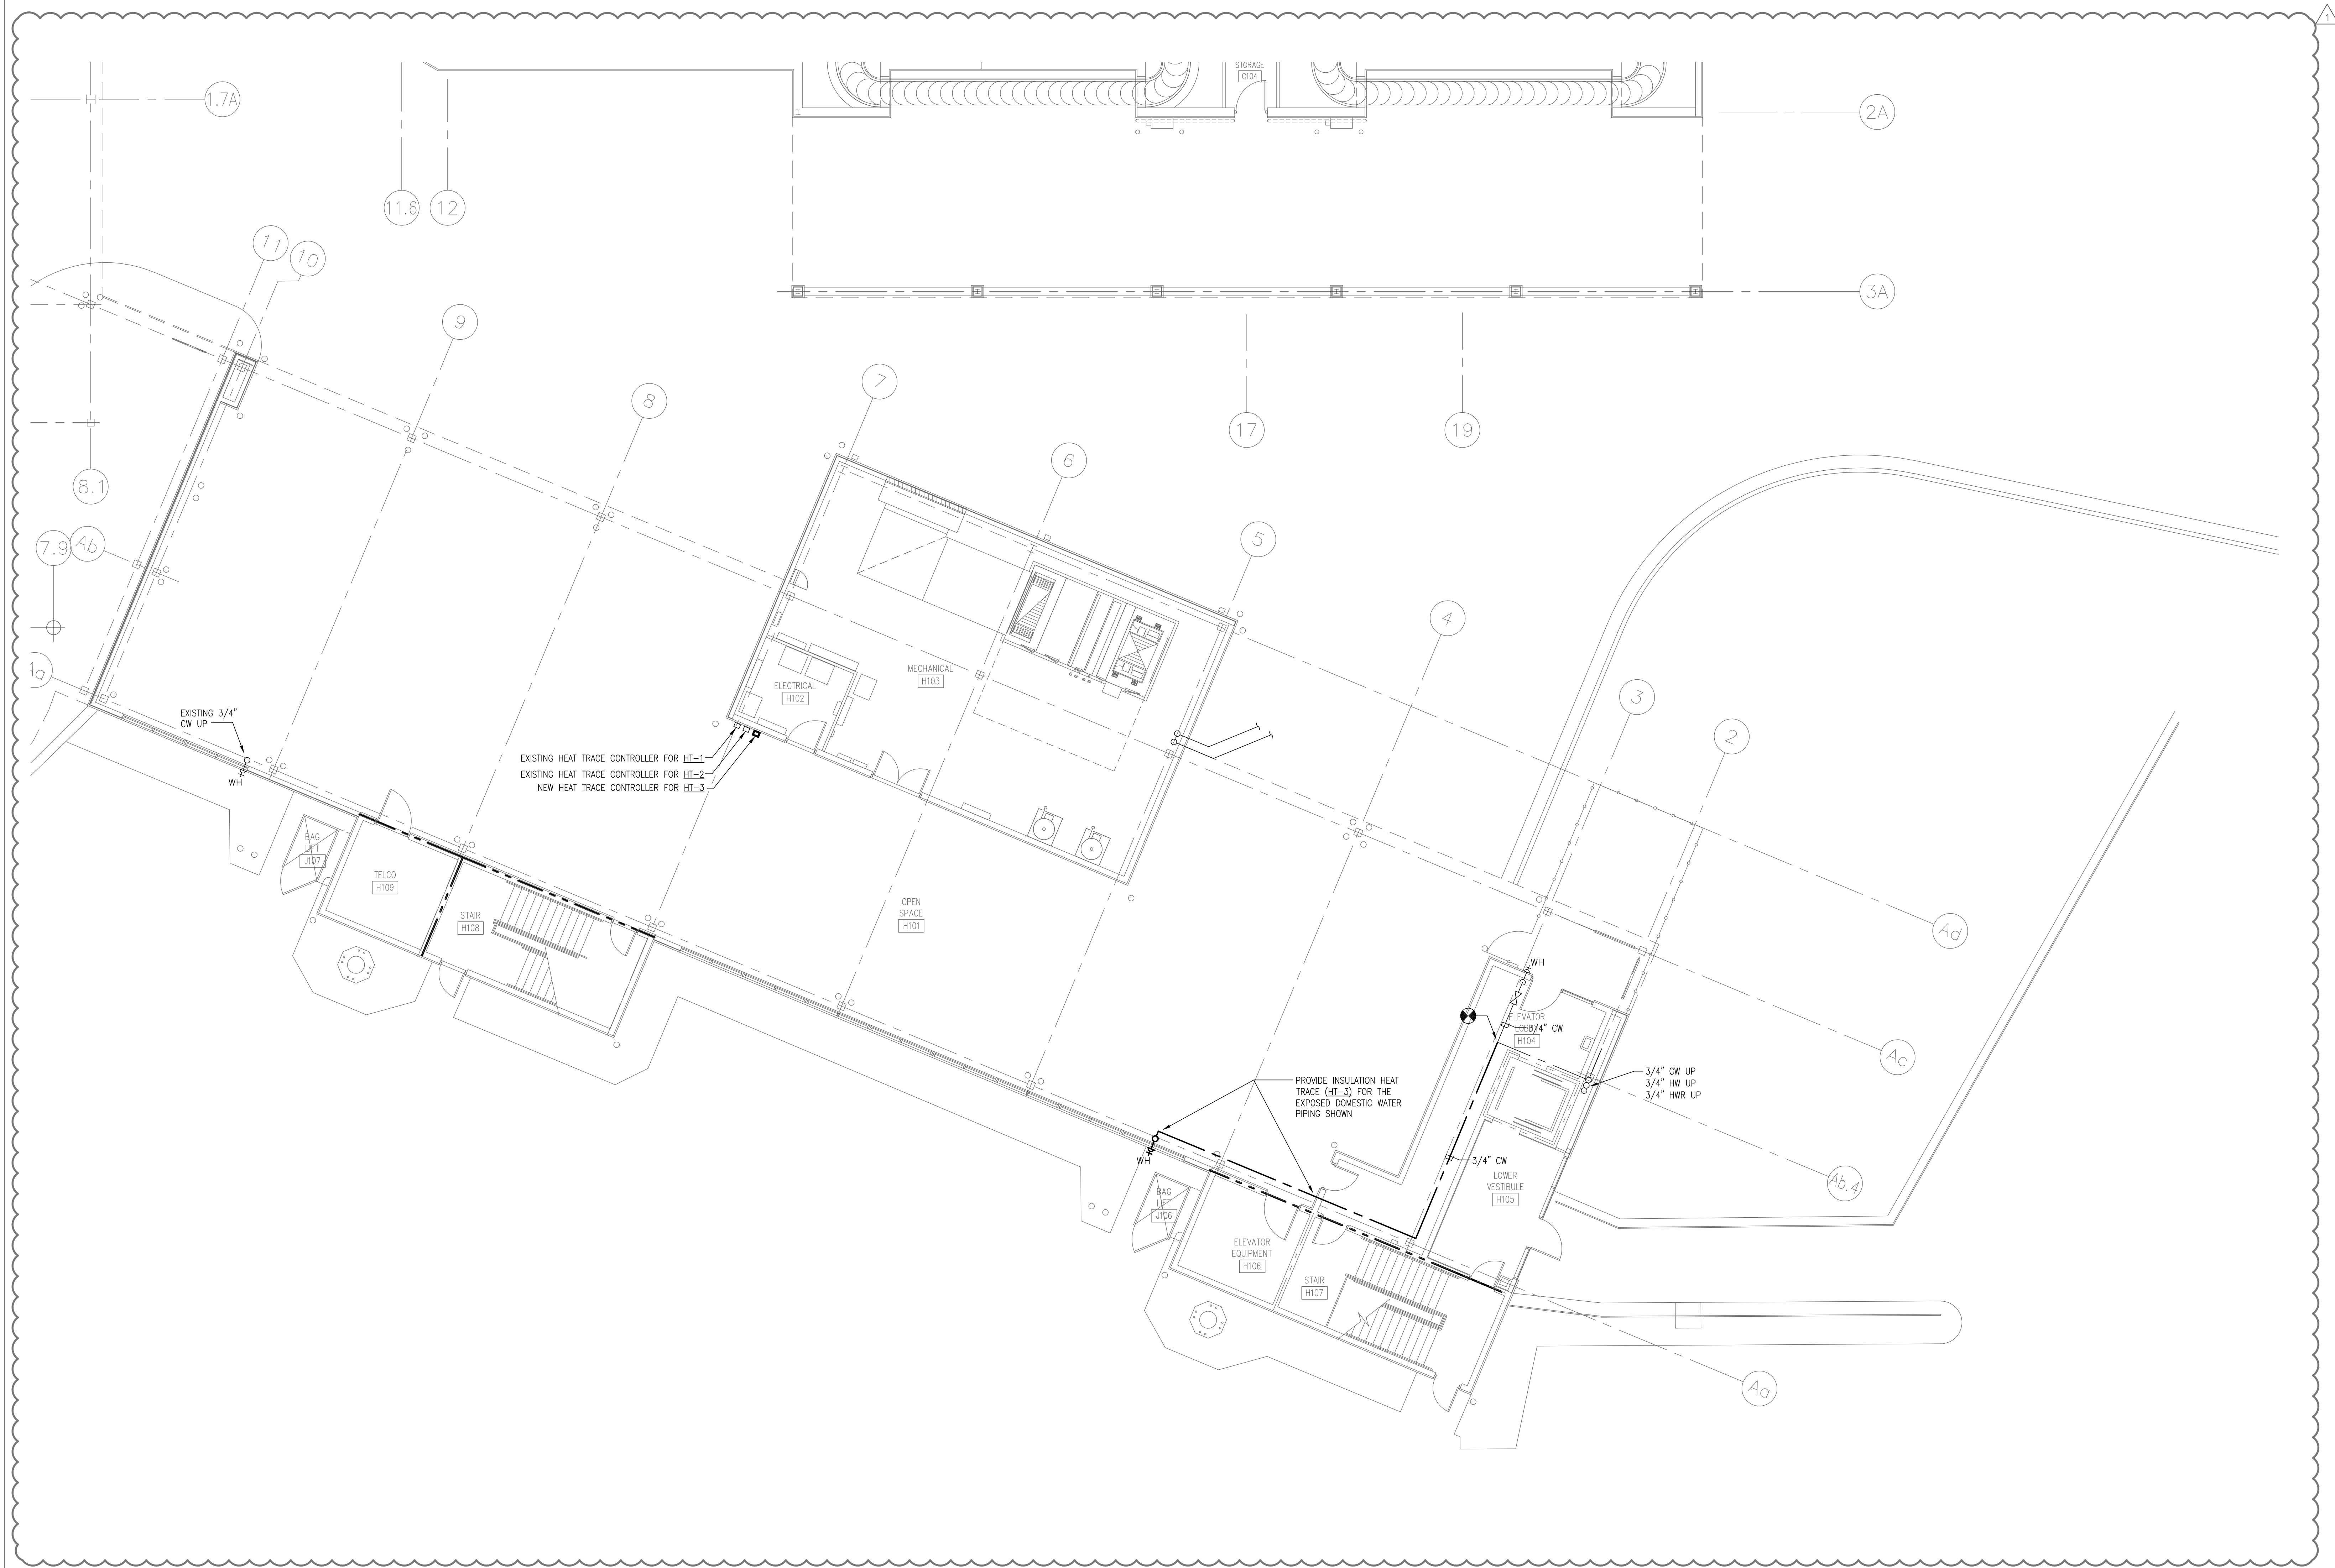 1
STORAGE
C104
1.7A
2A
11.6
12
11
10
3A
9
7
8
17
19
6
8.1
5
7.9
Ab
4
MECHANICAL
H103
ELECTRICAL
H102
3
EXISTING 3/4"
CW UP
2
EXISTING HEAT TRACE CONTROLLER FOR HT-1
EXISTING HEAT TRACE CONTROLLER FOR HT-2
NEW HEAT TRACE CONTROLLER FOR HT-3
WH
BAG
LIFT
J107
TELCO
H109
STAIR
H108
OPEN
SPACE
H101
Ad
WH
ELEVATOR
LOBBY
H104
3/4" CW
Ac
3/4" CW UP
3/4" HW UP
3/4" HWR UP
PROVIDE INSULATION HEAT
TRACE (HT-3) FOR THE
EXPOSED DOMESTIC WATER
PIPING SHOWN
WH
3/4" CW
LOWER
VESTIBULE
H105
Ab.4
BAG
LIFT
J106
ELEVATOR
EQUIPMENT
H106
STAIR
H107
Aa